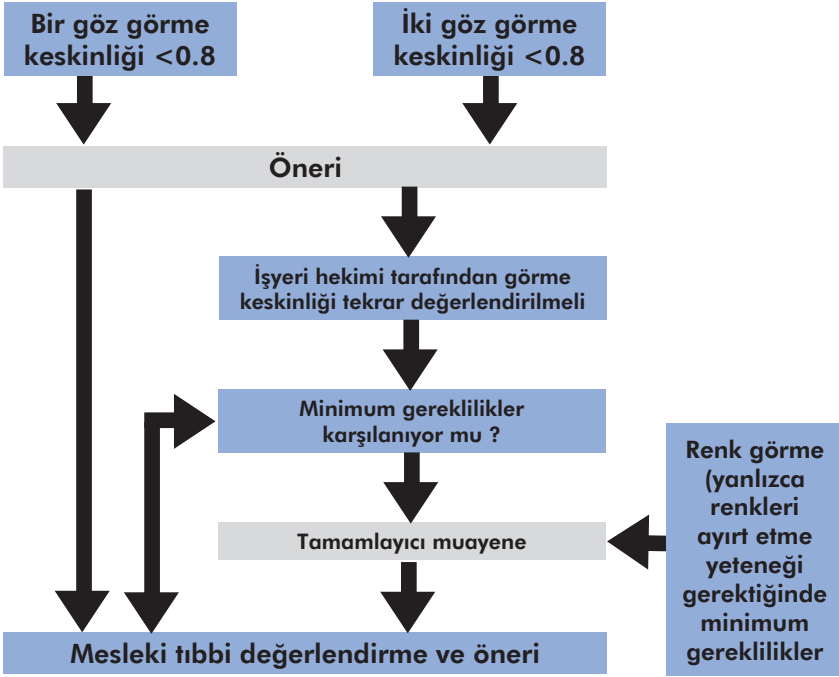 Bir göz görme
keskinliği <0.8
İki göz görme
keskinliği <0.8
Öneri
İşyeri hekimi tarafından görme
keskinliği tekrar değerlendirilmeli
Minimum gereklilikler
karşılanıyor mu ?
Tamamlayıcı muayene
Renk görme
(yanlızca
renkleri
ayırt etme
yeteneği
gerektiğinde
minimum
gereklilikler
Mesleki tıbbi değerlendirme ve öneri